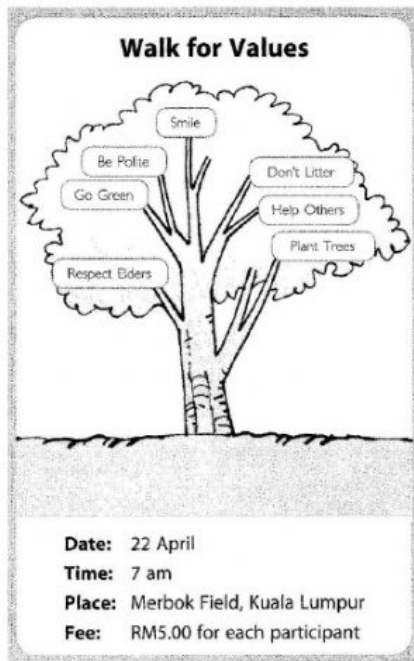 Walk for Values
Smile
Be Polite
Don't Litter
Go Green
Help Others
Plant Trees
Respect Elders
Date: 22 April
Time: 7 am
Place: Merbok Field, Kuala Lumpur
Fee: RM5.00 for each participant